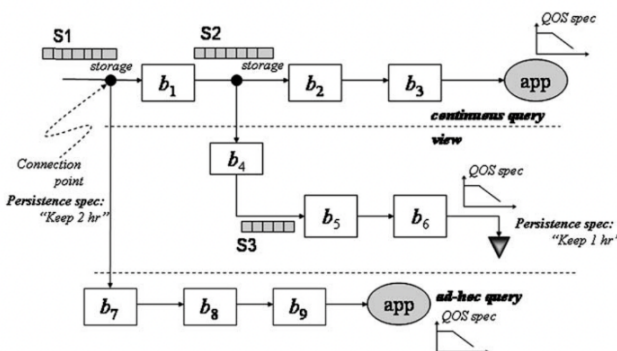 QOS spec
S1
S2
storage
storage
b1
b2
b3
app
continuous query
view
Connection
point
b4
Persistence spec:
"Keep 2 hr"
QOS spec
b5
b6
S3
Persistence spec:
"Keep 1 hr"
ad-hoc query
b7
b8
b9
app
QOS spec